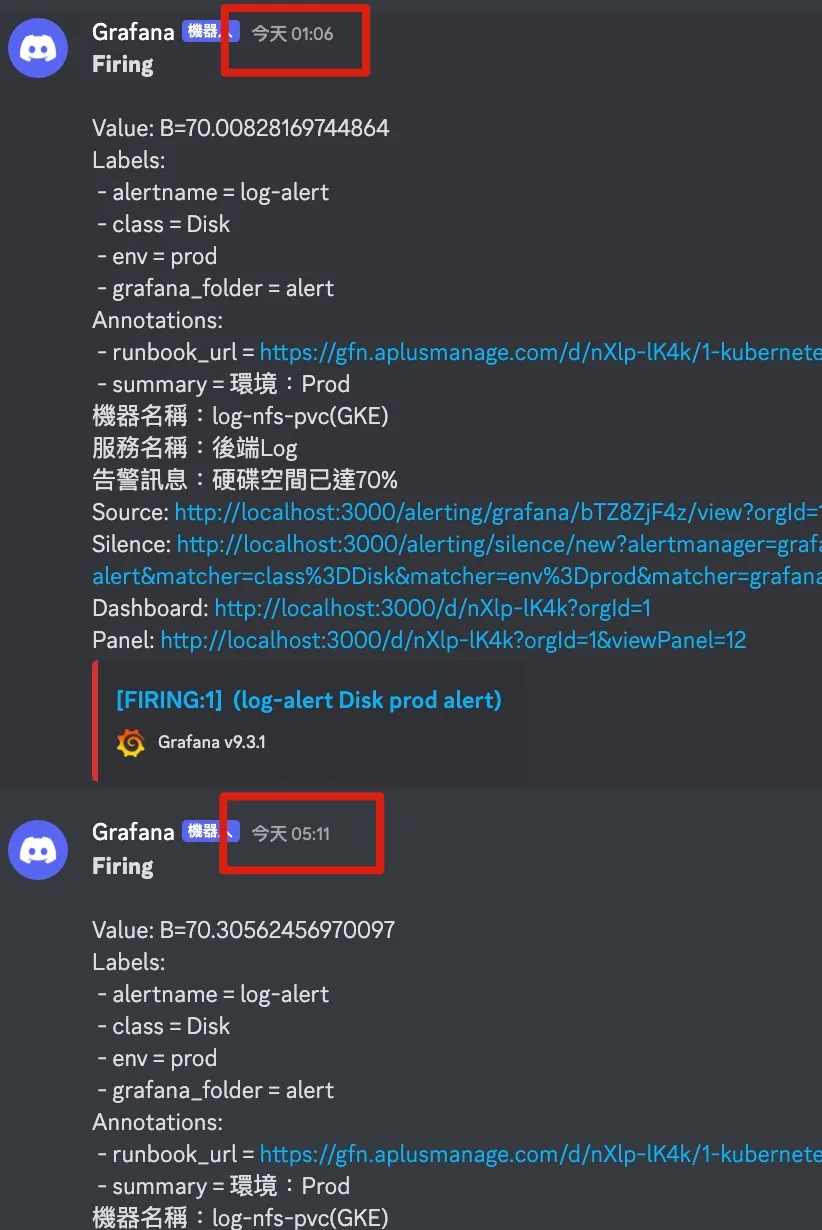 Grafana 機器人 今天 01:06
Firing
Value: B=70.00828169744864
Labels:
- alertname = log-alert
- class = Disk
- env = prod
- grafana_folder = alert
Annotations:
- runbook_url = https://gfn.aplusmanage.com/d/nXlp-lK4k/1-kubernete
- summary = 環境：Prod
機器名稱：log-nfs-pvc(GKE)
服務名稱：後端Log
告警訊息：硬碟空間已達70%
Source: http://localhost:3000/alerting/grafana/bTZ8ZjF4z/view?orgId=1
Silence: http://localhost:3000/alerting/silence/new?alertmanager=grafa
alert&matcher=class%3DDisk&matcher=env%3Dprod&matcher=grafana
Dashboard: http://localhost:3000/d/nXlp-lK4k?orgId=1
Panel: http://localhost:3000/d/nXlp-lK4k?orgId=1&viewPanel=12
[FIRING:1] (log-alert Disk prod alert)
Grafana v9.3.1
Grafana 機器人 今天 05:11
Firing
Value: B=70.30562456970097
Labels:
- alertname = log-alert
- class = Disk
- env = prod
- grafana_folder = alert
Annotations:
- runbook_url = https://gfn.aplusmanage.com/d/nXlp-lK4k/1-kubernete
- summary = 環境：Prod
機器名稱：log-nfs-pvc(GKE)